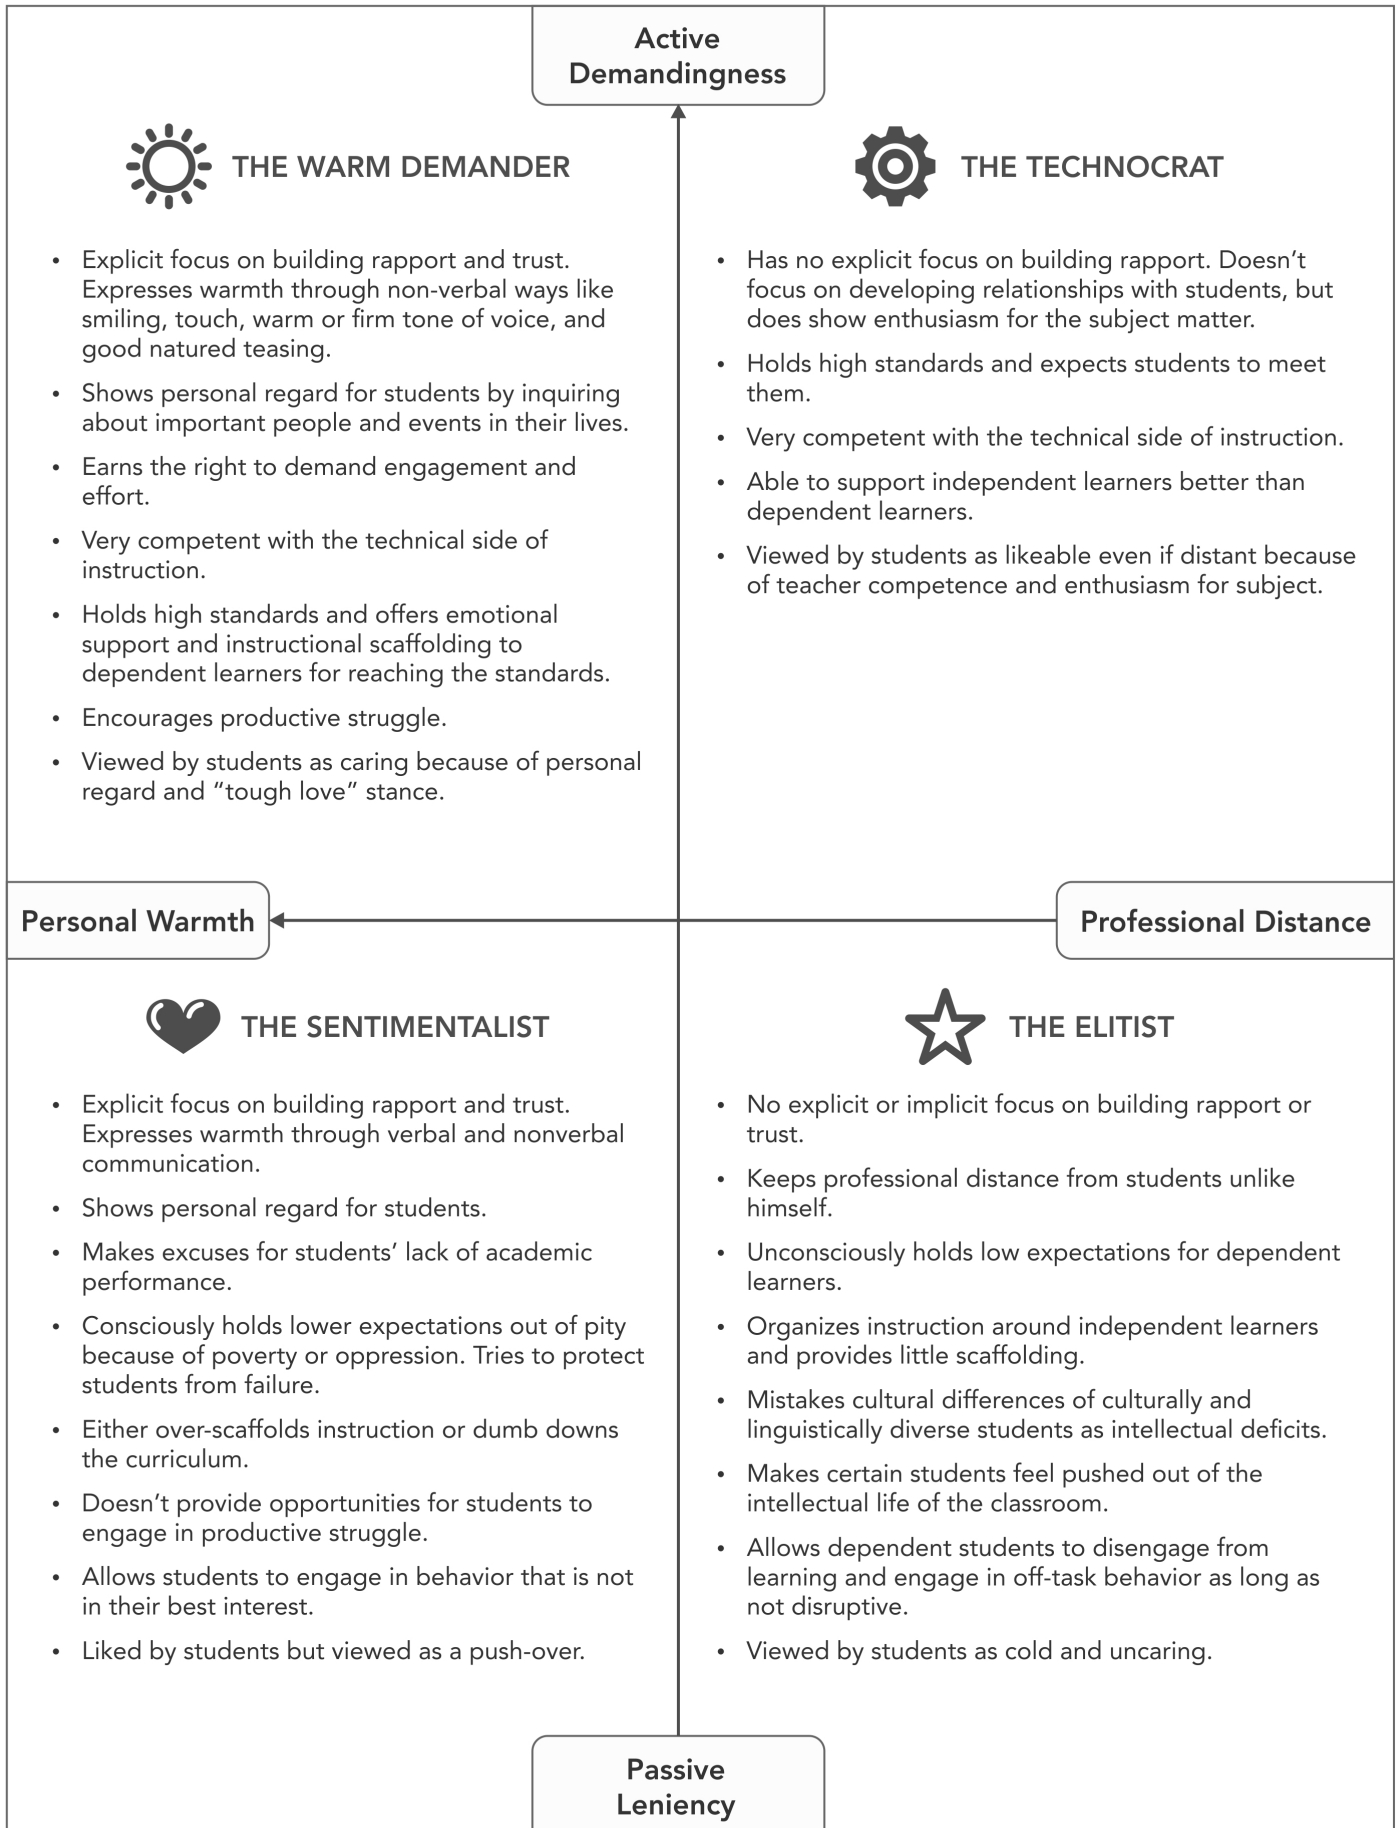 Active
Demandingness
THE WARM DEMANDER
• Explicit focus on building rapport and trust.
Expresses warmth through non-verbal ways like
smiling, touch, warm or firm tone of voice, and
good natured teasing.
• Shows personal regard for students by inquiring
about important people and events in their lives.
• Earns the right to demand engagement and
effort.
• Very competent with the technical side of
instruction.
• Holds high standards and offers emotional
support and instructional scaffolding to
dependent learners for reaching the standards.
• Encourages productive struggle.
• Viewed by students as caring because of personal
regard and “tough love” stance.
THE TECHNOCRAT
• Has no explicit focus on building rapport. Doesn’t
focus on developing relationships with students, but
does show enthusiasm for the subject matter.
• Holds high standards and expects students to meet
them.
• Very competent with the technical side of instruction.
• Able to support independent learners better than
dependent learners.
• Viewed by students as likeable even if distant because
of teacher competence and enthusiasm for subject.
Personal Warmth
Professional Distance
THE SENTIMENTALIST
• Explicit focus on building rapport and trust.
Expresses warmth through verbal and nonverbal
communication.
• Shows personal regard for students.
• Makes excuses for students’ lack of academic
performance.
• Consciously holds lower expectations out of pity
because of poverty or oppression. Tries to protect
students from failure.
• Either over-scaffolds instruction or dumb downs
the curriculum.
• Doesn’t provide opportunities for students to
engage in productive struggle.
• Allows students to engage in behavior that is not
in their best interest.
• Liked by students but viewed as a push-over.
THE ELITIST
• No explicit or implicit focus on building rapport or
trust.
• Keeps professional distance from students unlike
himself.
• Unconsciously holds low expectations for dependent
learners.
• Organizes instruction around independent learners
and provides little scaffolding.
• Mistakes cultural differences of culturally and
linguistically diverse students as intellectual deficits.
• Makes certain students feel pushed out of the
intellectual life of the classroom.
• Allows dependent students to disengage from
learning and engage in off-task behavior as long as
not disruptive.
• Viewed by students as cold and uncaring.
Passive
Leniency